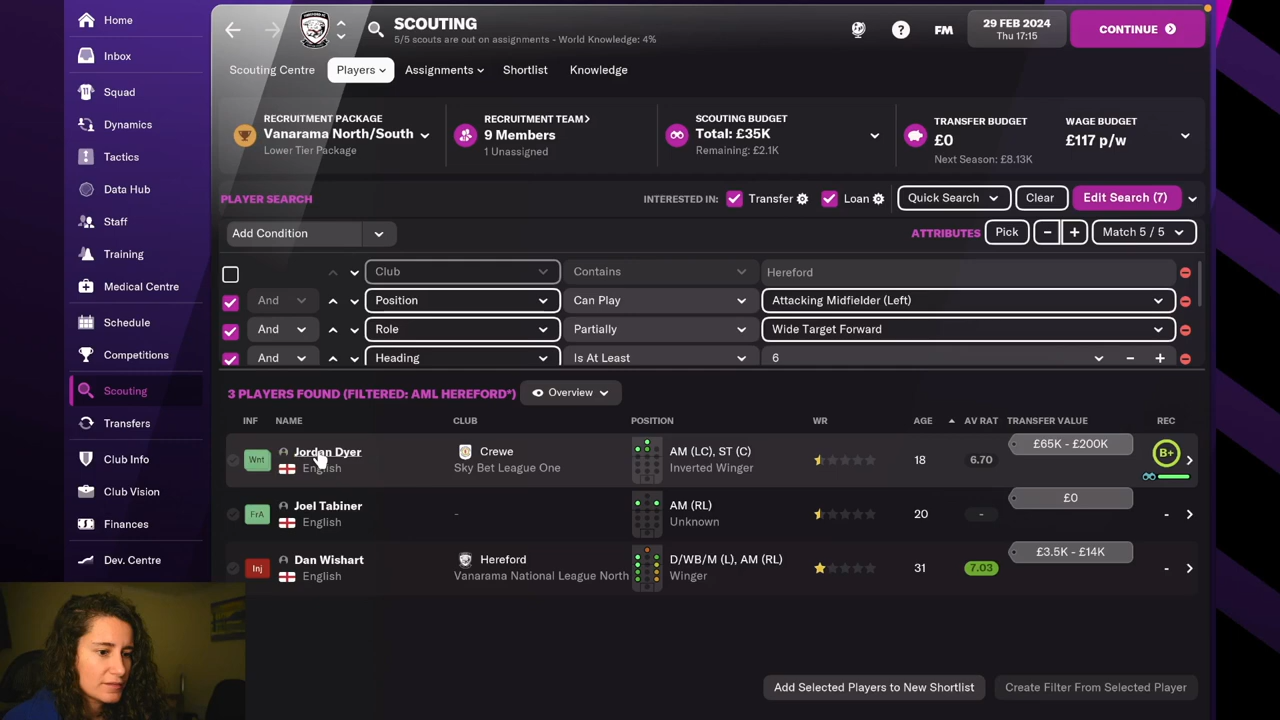 Home
Inbox
Squad
Dynamics
Tactics
Data Hub
Staff
Training
Medical Centre
Schedule
Competitions
Scouting
Transfers
Club Info
Club Vision
Finances
Dev. Centre
SCOUTING
5/5 scouts are out on assignments - World Knowledge: 4%
?
FM
29 FEB 2024
Thu 17:15
CONTINUE
Scouting Centre
Players
Assignments
Shortlist
Knowledge
RECRUITMENT PACKAGE
Vanarama North/South
Lower Tier Package
RECRUITMENT TEAM
9 Members
1 Unassigned
SCOUTING BUDGET
Total: £35K
Remaining: £2.1K
TRANSFER BUDGET
£0
Next Season: £8.13K
WAGE BUDGET
£117 p/w
PLAYER SEARCH
INTERESTED IN: Transfer Loan
Quick Search
Clear
Edit Search (7)
Add Condition
ATTRIBUTES
Pick
Match 5 / 5
Club Contains Hereford
And Position Can Play Attacking Midfielder (Left)
And Role Partially Wide Target Forward
And Heading Is At Least 6
3 PLAYERS FOUND (FILTERED: AML HEREFORD*)
Overview
INF NAME CLUB POSITION WR AGE AV RAT TRANSFER VALUE REC
Wnt Jordan Dyer Crewe AM (LC), ST (C) 18 6.70 £65K - £200K B+
English Sky Bet League One Inverted Winger
FrA Joel Tabiner - AM (RL) 20 - £0 -
English Unknown
Inj Dan Wishart Hereford D/WB/M (L), AM (RL) 31 7.03 £3.5K - £14K -
English Vanarama National League North Winger
Add Selected Players to New Shortlist
Create Filter From Selected Player